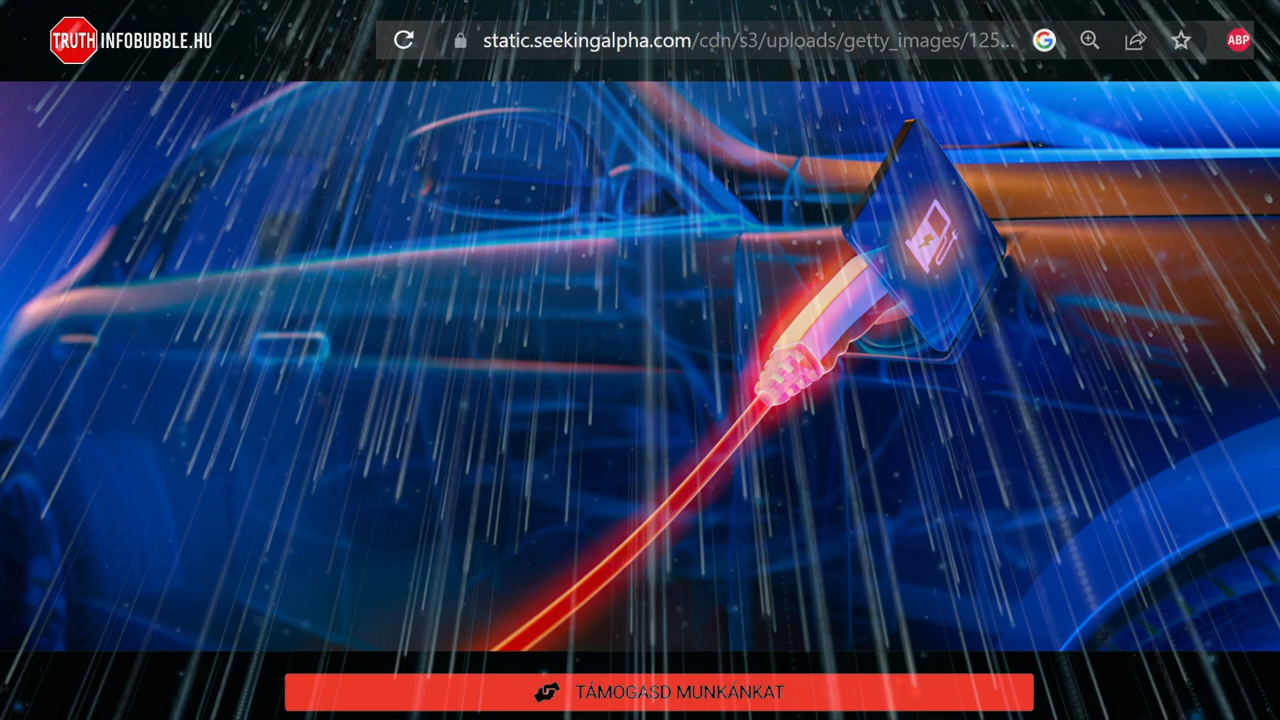 TRUTH INFOBUBBLE.HU
static.seekingalpha.com/cdn/s3/uploads/getty_images/125...
ABP
TÁMOGASD MUNKÁNKAT